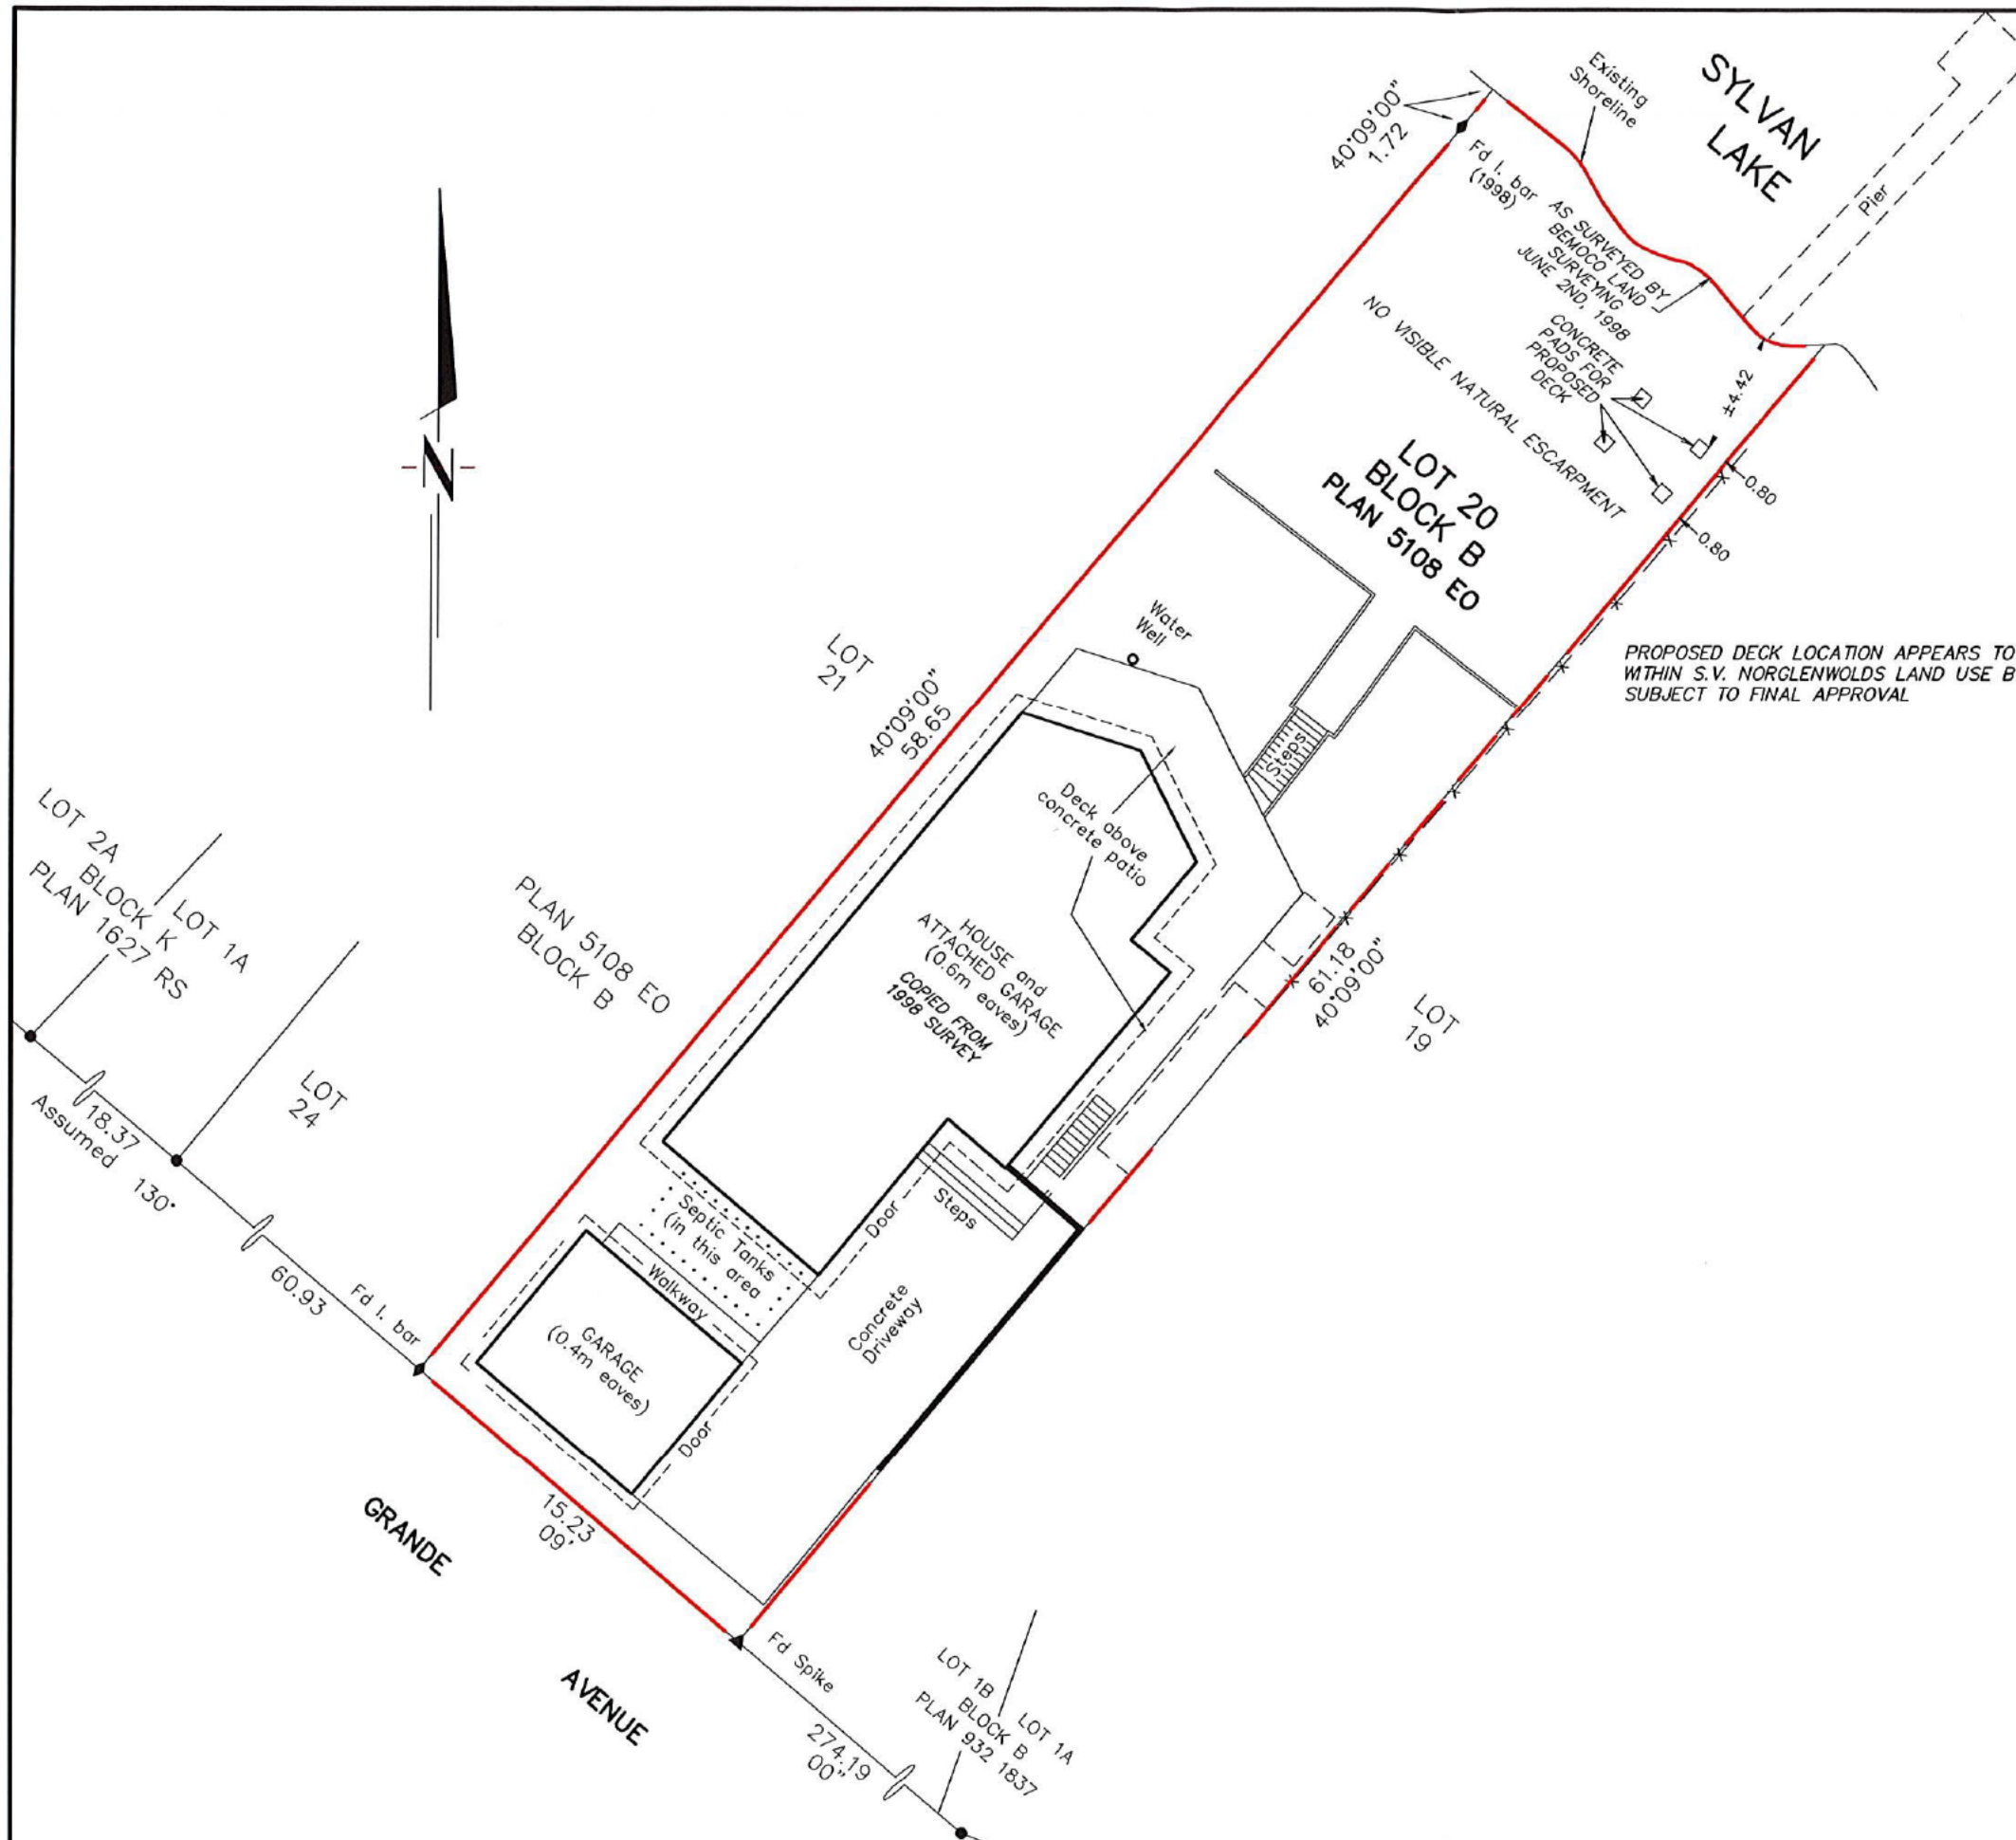 SYLVAN
LAKE
Existing
Shoreline
Pier
40°09'00"
1.72
Fd I. bar
(1998)
AS SURVEYED BY
BEMOCO LAND
SURVEYING
JUNE 2ND, 1998
CONCRETE
PADS FOR
PROPOSED
DECK
±4.42
NO VISIBLE NATURAL ESCARPMENT
0.80
0.80
LOT 20
BLOCK B
PLAN 5108 EO
N
PROPOSED DECK LOCATION APPEARS TO
WITHIN S.V. NORGLENWOLDS LAND USE B
SUBJECT TO FINAL APPROVAL
Water
Well
LOT
21
40°09'00"
58.65
Steps
Deck above
concrete patio
LOT 2A
BLOCK K
PLAN 1627 RS
LOT 1A
PLAN 5108 EO
BLOCK B
HOUSE and
ATTACHED GARAGE
(0.6m eaves)
COPIED FROM
1998 SURVEY
61.18
40°09'00"
LOT
19
LOT
24
18.37
Assumed 130°
60.93
Fd I. bar
Septic Tanks
(in this area)
Walkway
Door
Steps
Concrete
Driveway
GARAGE
(0.4m eaves)
Door
15.23
09'
GRANDE
AVENUE
Fd Spike
274.19
00"
LOT 1B
BLOCK B
PLAN 932 1837
LOT 1A